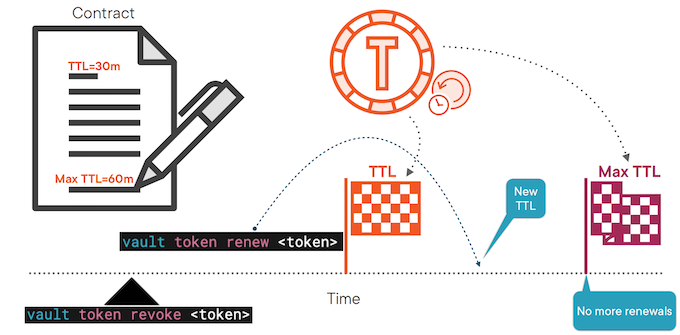 Contract
TTL=30m
Max TTL=60m
T
TTL
Max TTL
New
TTL
vault token renew <token>
vault token revoke <token>
Time
No more renewals